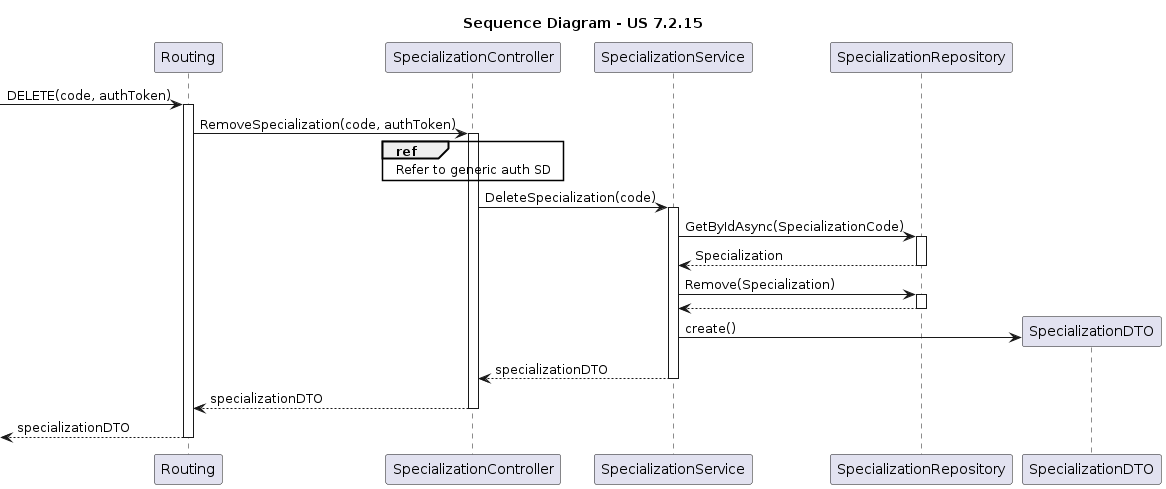 Sequence Diagram - US 7.2.15
Routing
SpecializationController
SpecializationService
SpecializationRepository
DELETE(code, authToken)
RemoveSpecialization(code, authToken)
ref
Refer to generic auth SD
DeleteSpecialization(code)
GetByIdAsync(SpecializationCode)
Specialization
Remove(Specialization)
create()
SpecializationDTO
specializationDTO
specializationDTO
specializationDTO
Routing
SpecializationController
SpecializationService
SpecializationRepository
SpecializationDTO